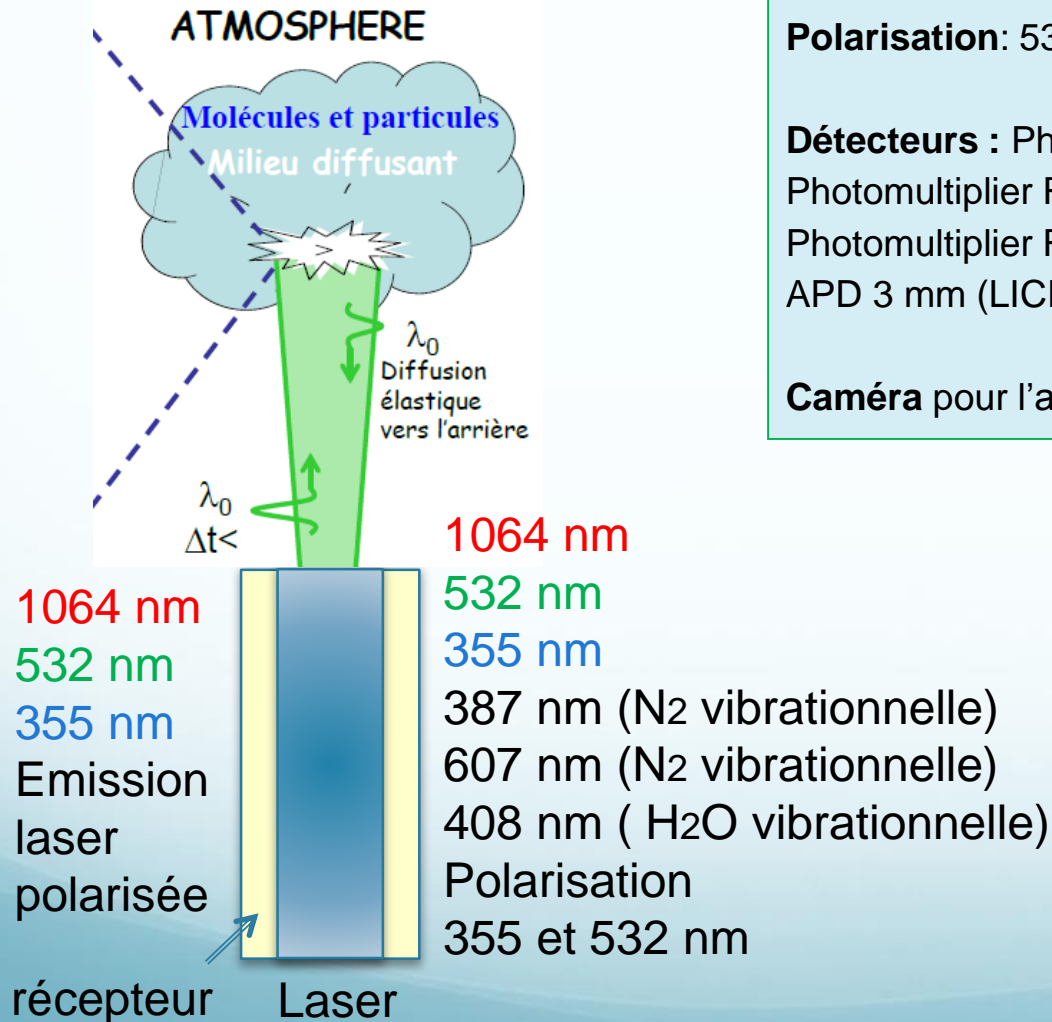 ATMOSPHERE
Molécules et particules
Milieu diffusant
λ0
Diffusion
élastique
vers l'arrière
λ0
Δt<
1064 nm
532 nm
355 nm
Emission
laser
polarisée
récepteur
Laser
1064 nm
532 nm
355 nm
387 nm (N2 vibrationnelle)
607 nm (N2 vibrationnelle)
408 nm ( H2O vibrationnelle)
Polarisation
355 et 532 nm
Polarisation: 53
Détecteurs : Ph
Photomultiplier
Photomultiplier
APD 3 mm (LIC
Caméra pour l'a